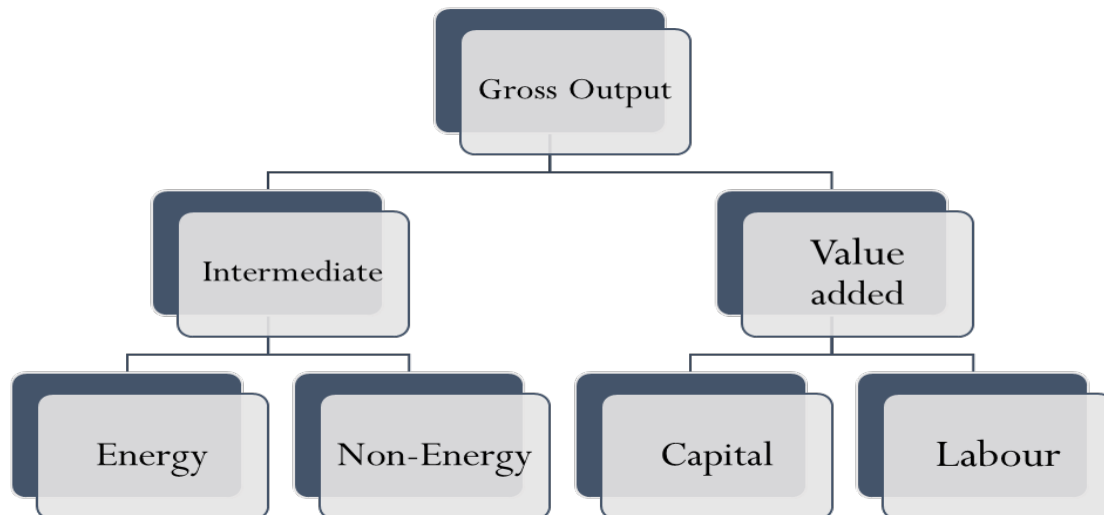 Gross Output
Intermediate
Value
added
Energy
Non-Energy
Capital
Labour